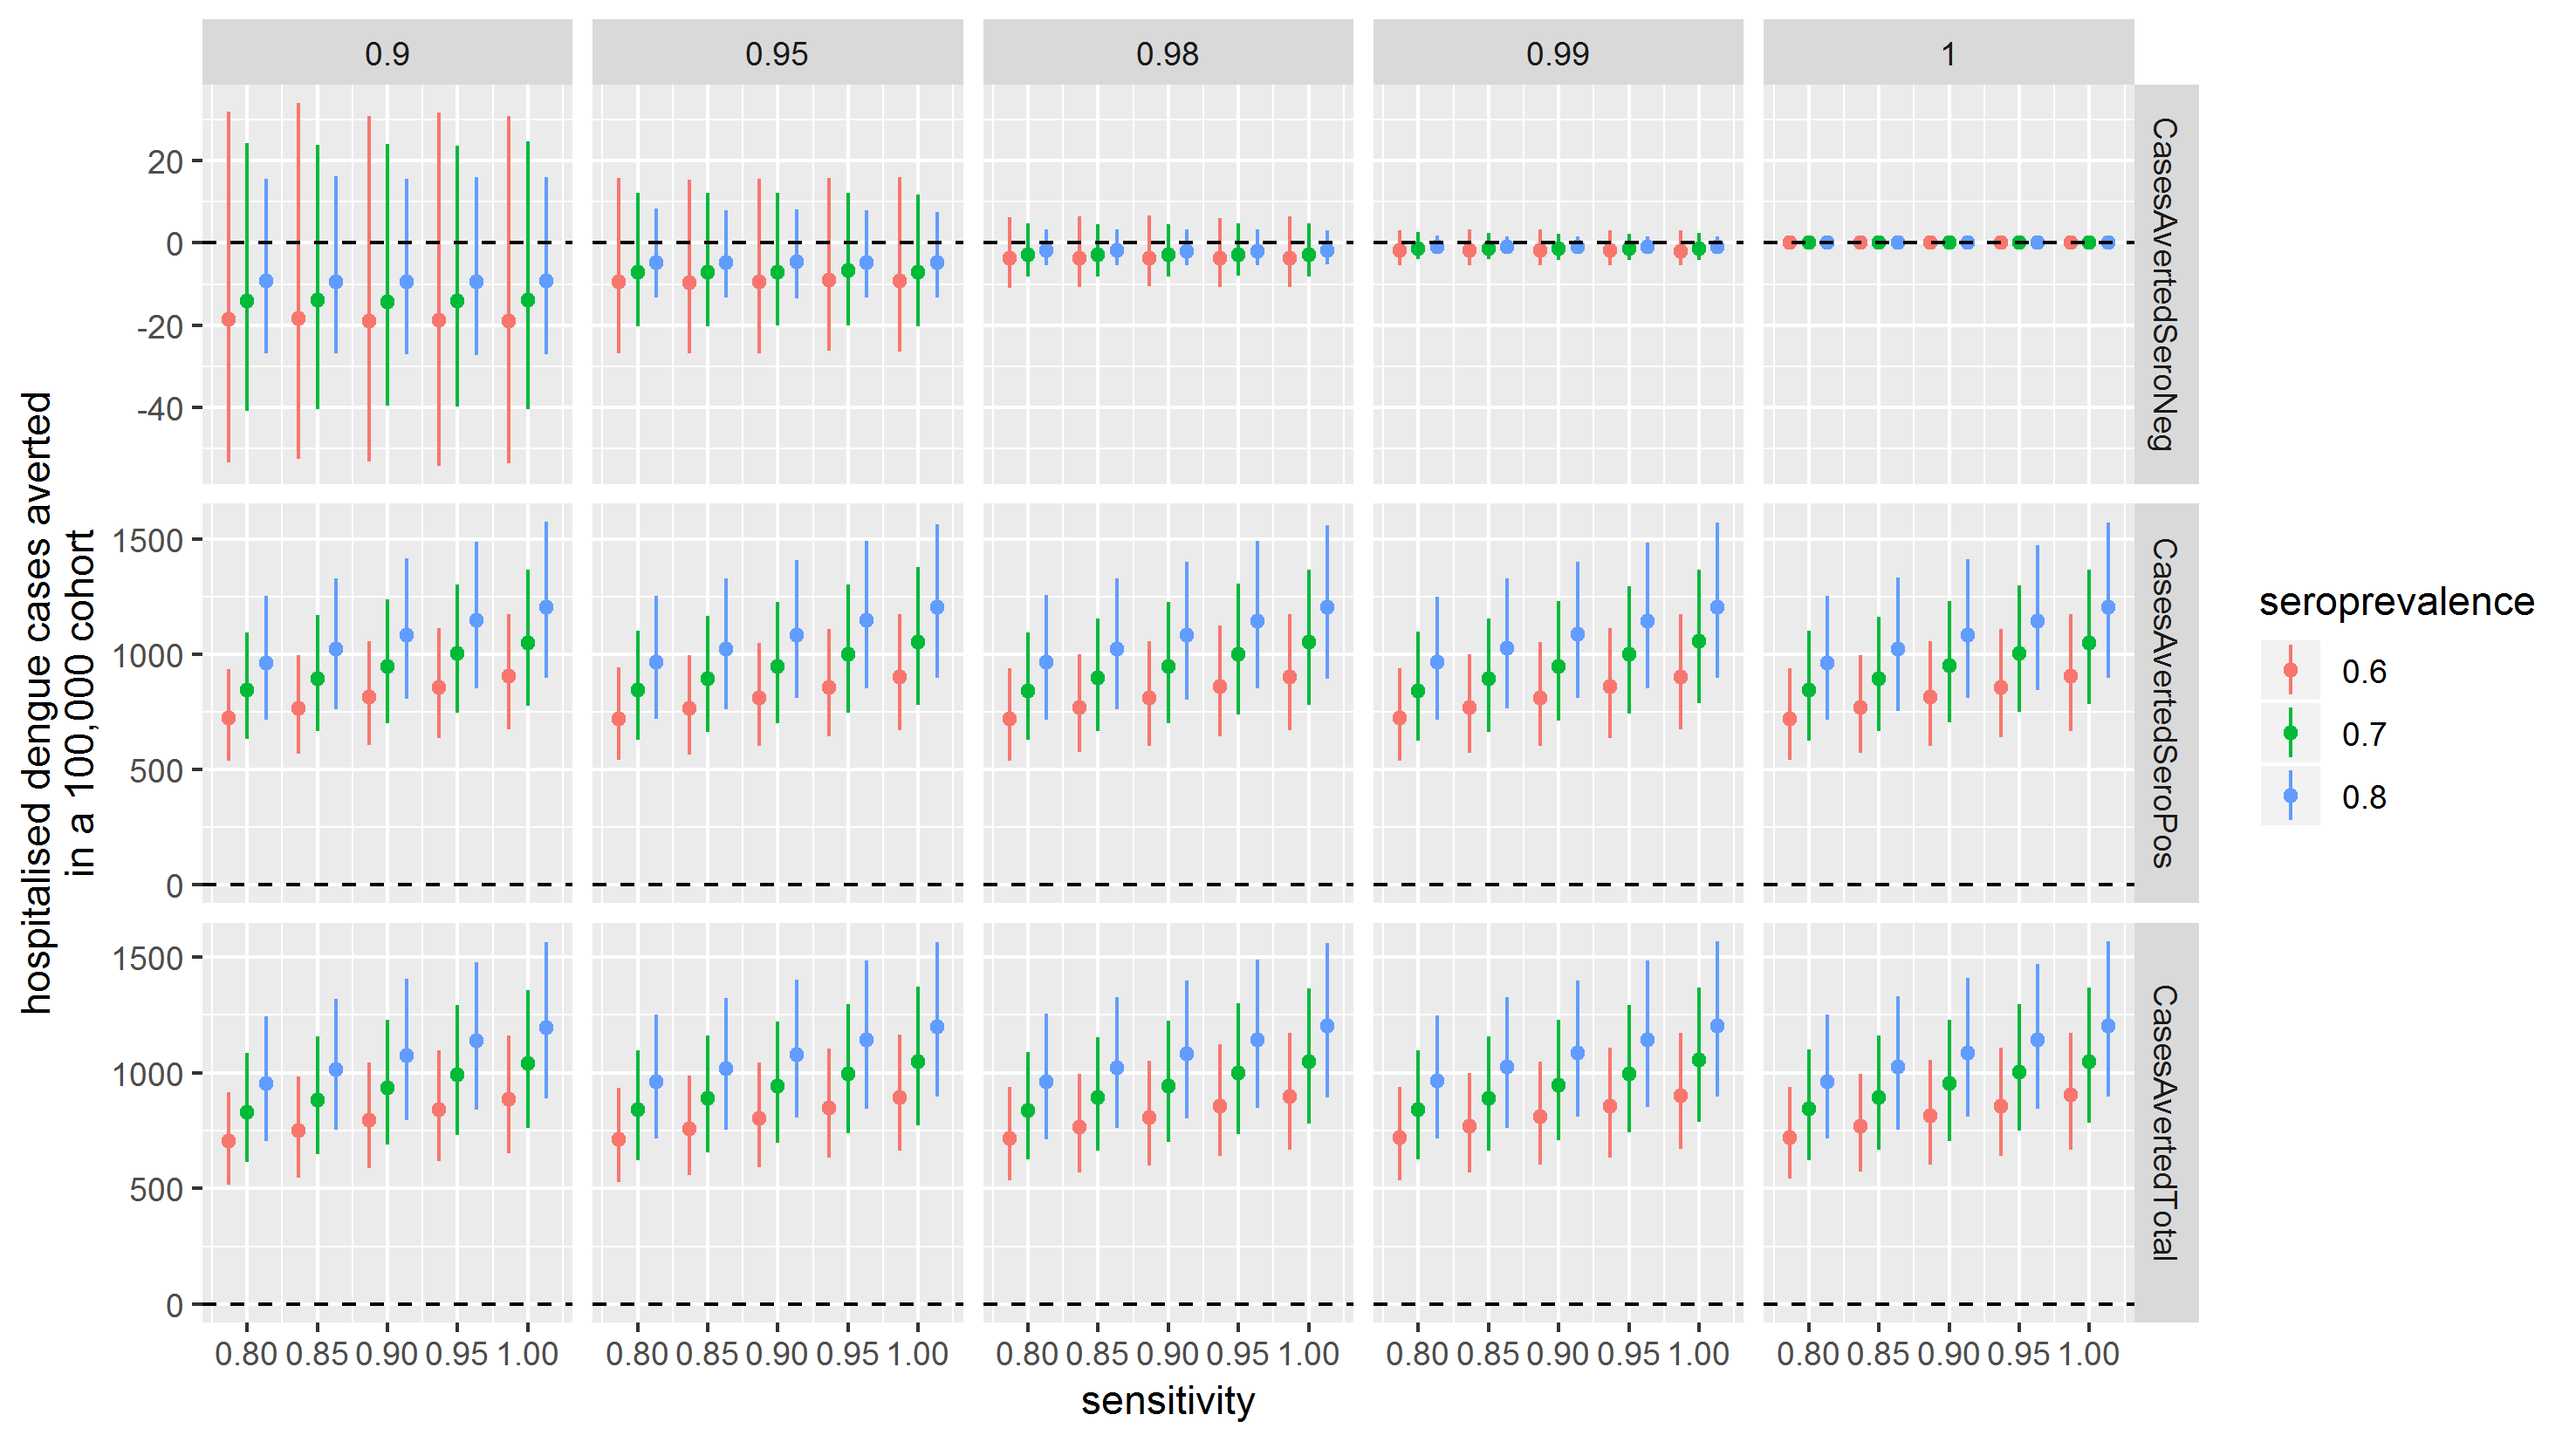 0.9 0.95 0.98 0.99 1
20
0
-20
-40
CasesAvertedSeroNeg
hospitalised dengue cases averted
in a 100,000 cohort
1500
1000
500
0
CasesAvertedSeroPos
1500
1000
500
0
CasesAvertedTotal
0.80 0.85 0.90 0.95 1.00 0.80 0.85 0.90 0.95 1.00 0.80 0.85 0.90 0.95 1.00 0.80 0.85 0.90 0.95 1.00 0.80 0.85 0.90 0.95 1.00
sensitivity
seroprevalence
0.6
0.7
0.8